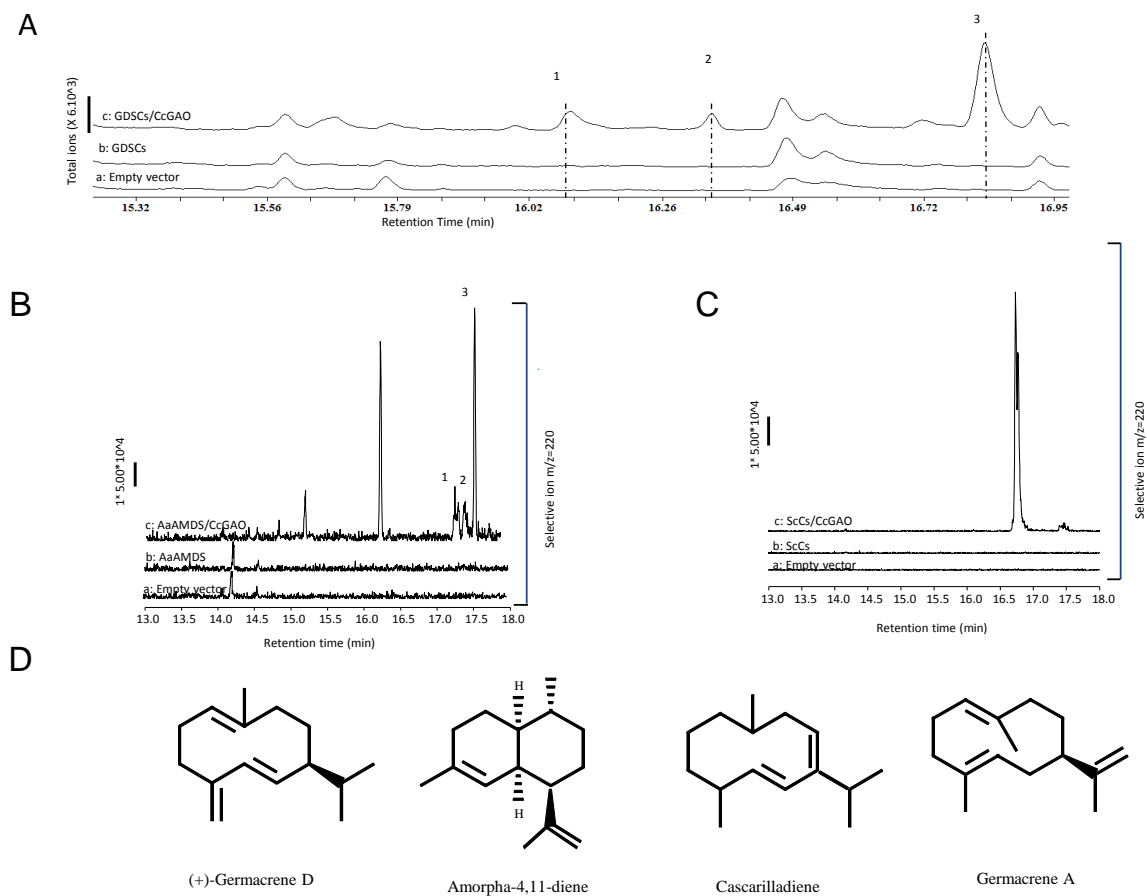 A
1
2
3
Total ions (X 6.10^3)
c: GDSCs/CcGAO
b: GDSCs
a: Empty vector
15.32 15.56 15.79 16.02 16.26 16.49 16.72 16.95
Retention Time (min)
B
3
1 2
1* 5.00*10^4
c: AaAMDS/CcGAO
b: AaAMDS
a: Empty vector
13.0 13.5 14.0 14.5 15.0 15.5 16.0 16.5 17.0 17.5 18.0
Retention time (min)
Selective ion m/z=220
C
1* 5.00*10^4
c: ScCs/CcGAO
b: ScCs
a: Empty vector
13.0 13.5 14.0 14.5 15.0 15.5 16.0 16.5 17.0 17.5 18.0
Retention time (min)
Selective ion m/z=220
D
H
H
(+)-Germacrene D
Amorpha-4,11-diene
Cascarilladiene
Germacrene A